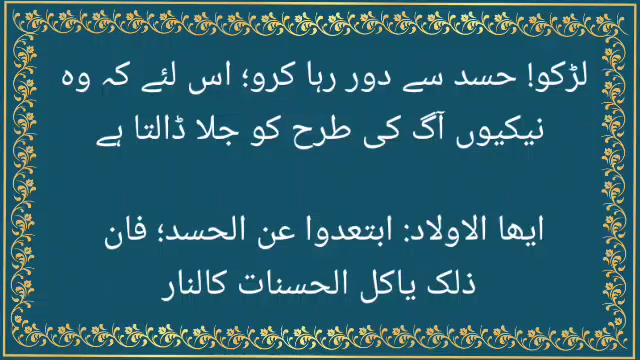 لڑکو! حسد سے دور رہا کرو؛ اس لئے کہ وہ
نیکیوں آگ کی طرح کو جلا ڈالتا ہے
ایھا الاولاد: ابتعدوا عن الحسد؛ فان
ذلک یاکل الحسنات کالنار